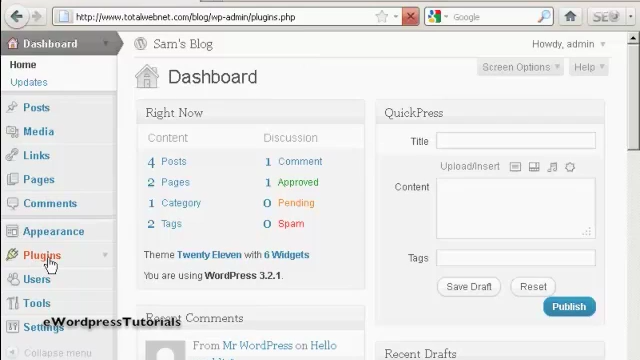 http://www.totalwebnet.com/blog/wp-admin/plugins.php
Google
SEO
Dashboard
Sam's Blog
Howdy, admin
Home
Updates
Dashboard
Screen Options
Help
Posts
Media
Links
Pages
Comments
Appearance
Plugins
Users
Tools
Settings
Collapse menu
eWordpressTutorials
Right Now
Content
Discussion
4 Posts
1 Comment
2 Pages
1 Approved
1 Category
0 Pending
2 Tags
0 Spam
Theme Twenty Eleven with 6 Widgets
You are using WordPress 3.2.1.
Recent Comments
From Mr WordPress on Hello
QuickPress
Title
Upload/Insert
Content
Tags
Save Draft
Reset
Publish
Recent Drafts